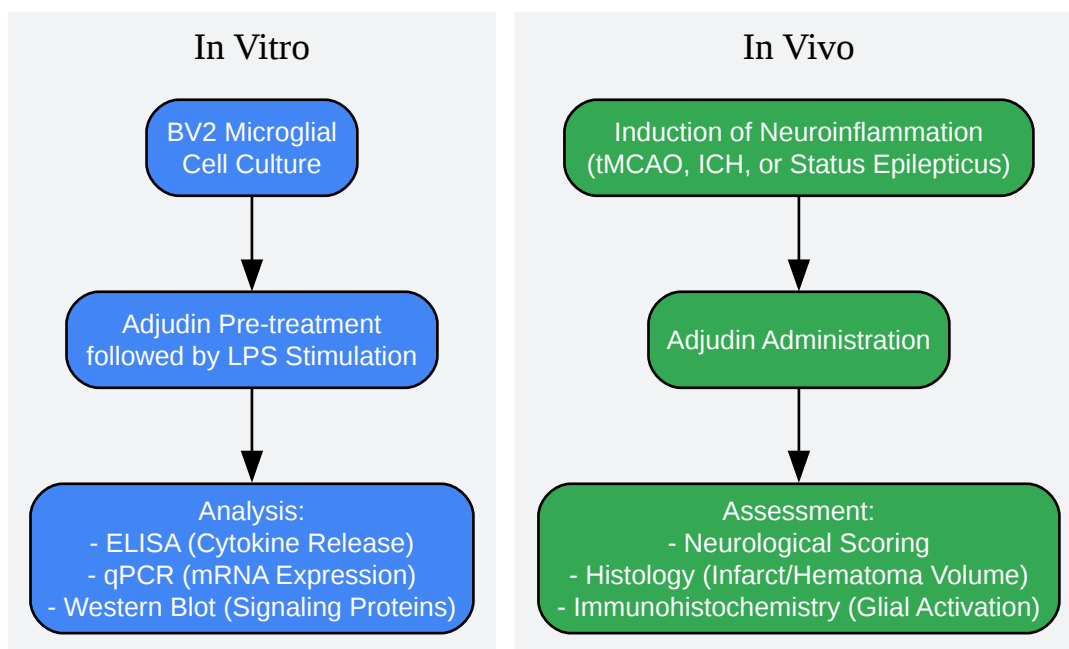 In Vitro
BV2 Microglial
Cell Culture
Adjudin Pre-treatment
followed by LPS Stimulation
Analysis:
- ELISA (Cytokine Release)
- qPCR (mRNA Expression)
- Western Blot (Signaling Proteins)
In Vivo
Induction of Neuroinflammation
(tMCAO, ICH, or Status Epilepticus)
Adjudin Administration
Assessment:
- Neurological Scoring
- Histology (Infarct/Hematoma Volume)
- Immunohistochemistry (Glial Activation)